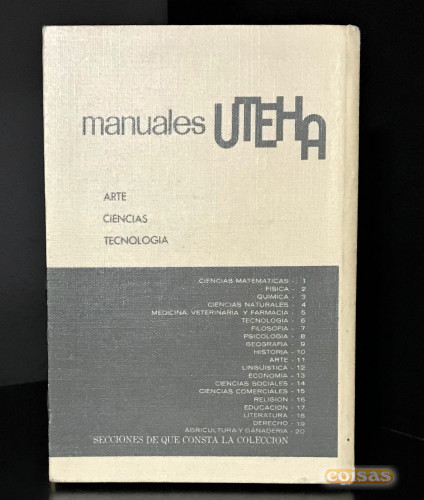 manuales UTEHA
ARTE
CIENCIAS
TECNOLOGIA
CIENCIAS MATEMATICAS - 1
FISICA - 2
QUIMICA - 3
CIENCIAS NATURALES - 4
MEDICINA, VETERINARIA Y FARMACIA - 5
TECNOLOGIA - 6
FILOSOFIA - 7
PSICOLOGIA - 8
GEOGRAFIA - 9
HISTORIA - 10
ARTE - 11
LINGÜISTICA - 12
ECONOMIA - 13
CIENCIAS SOCIALES - 14
CIENCIAS COMERCIALES - 15
RELIGION - 16
EDUCACION - 17
LITERATURA - 18
DERECHO - 19
AGRICULTURA Y GANADERIA - 20
SECCIONES DE QUE CONSTA LA COLECCION
coisas